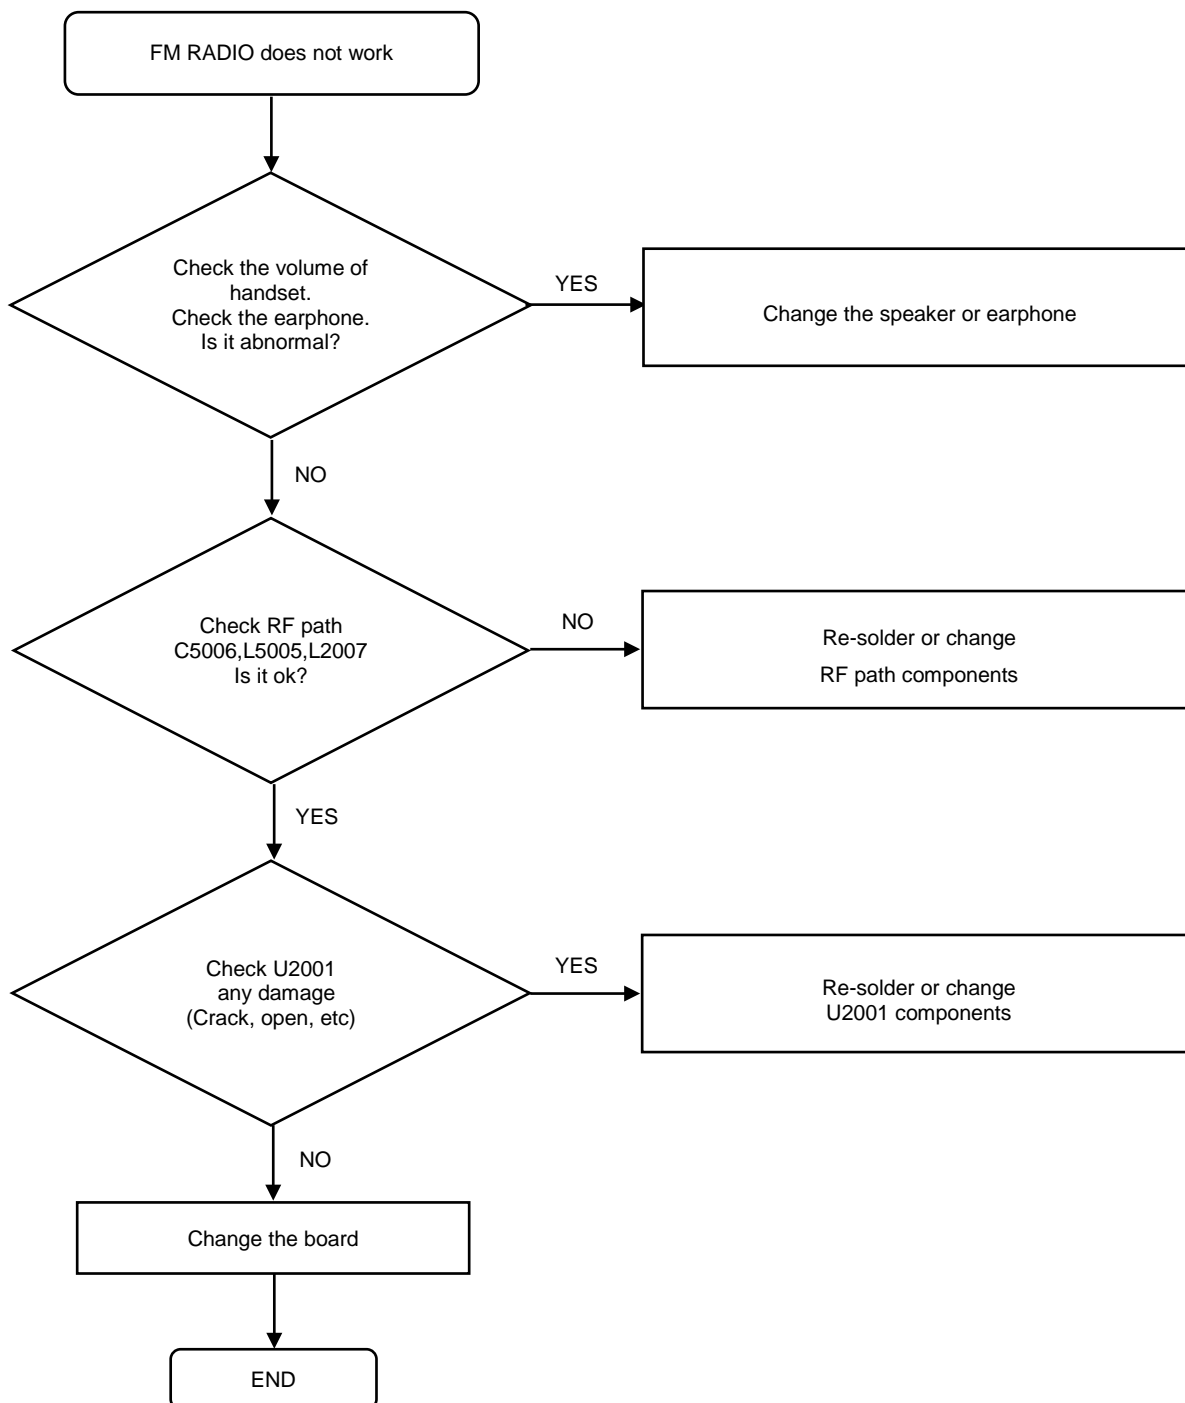 FM RADIO does not work
Check the volume of
handset.
Check the earphone.
Is it abnormal?
YES
Change the speaker or earphone
NO
Check RF path
C5006,L5005,L2007
Is it ok?
NO
Re-solder or change
RF path components
YES
Check U2001
any damage
(Crack, open, etc)
YES
Re-solder or change
U2001 components
NO
Change the board
END